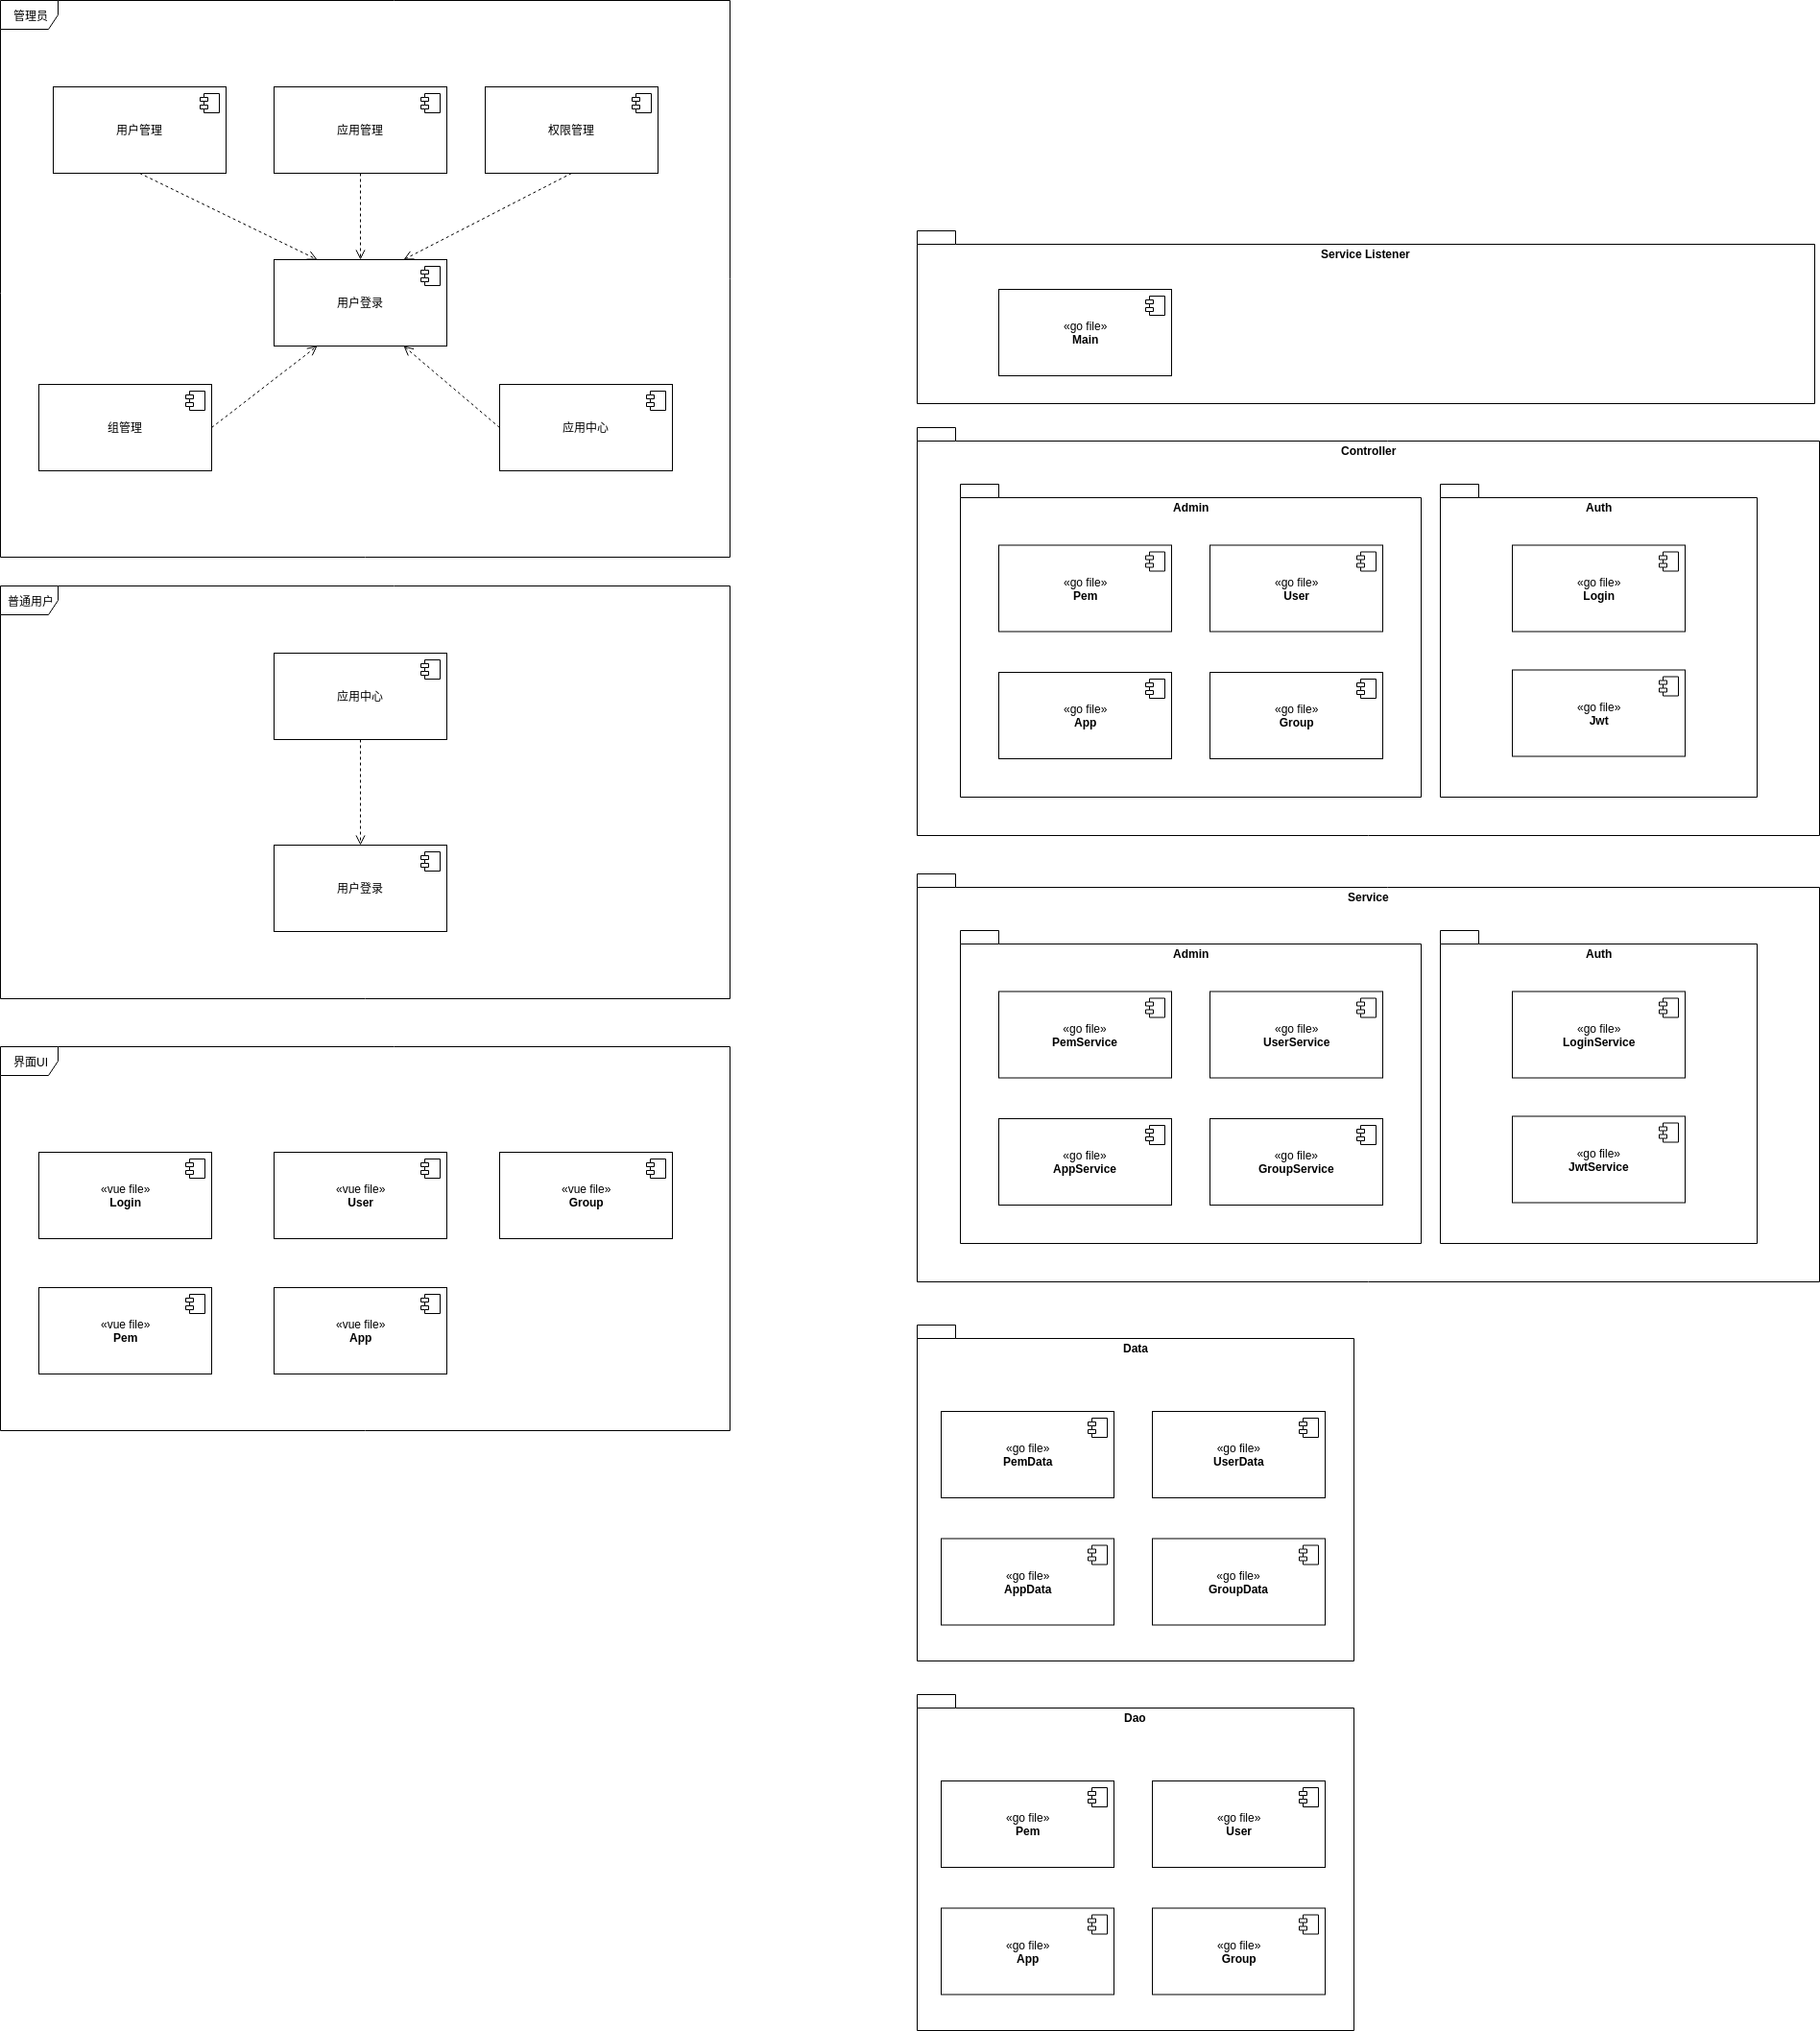 管理员
用户管理
应用管理
权限管理
用户登录
组管理
应用中心
普通用户
应用中心
用户登录
界面UI
«vue file»
Login
«vue file»
User
«vue file»
Group
«vue file»
Pem
«vue file»
App
Service Listener
«go file»
Main
Controller
Admin
«go file»
Pem
«go file»
User
«go file»
App
«go file»
Group
Auth
«go file»
Login
«go file»
Jwt
Service
Admin
«go file»
PemService
«go file»
UserService
«go file»
AppService
«go file»
GroupService
Auth
«go file»
LoginService
«go file»
JwtService
Data
«go file»
PemData
«go file»
UserData
«go file»
AppData
«go file»
GroupData
Dao
«go file»
Pem
«go file»
User
«go file»
App
«go file»
Group